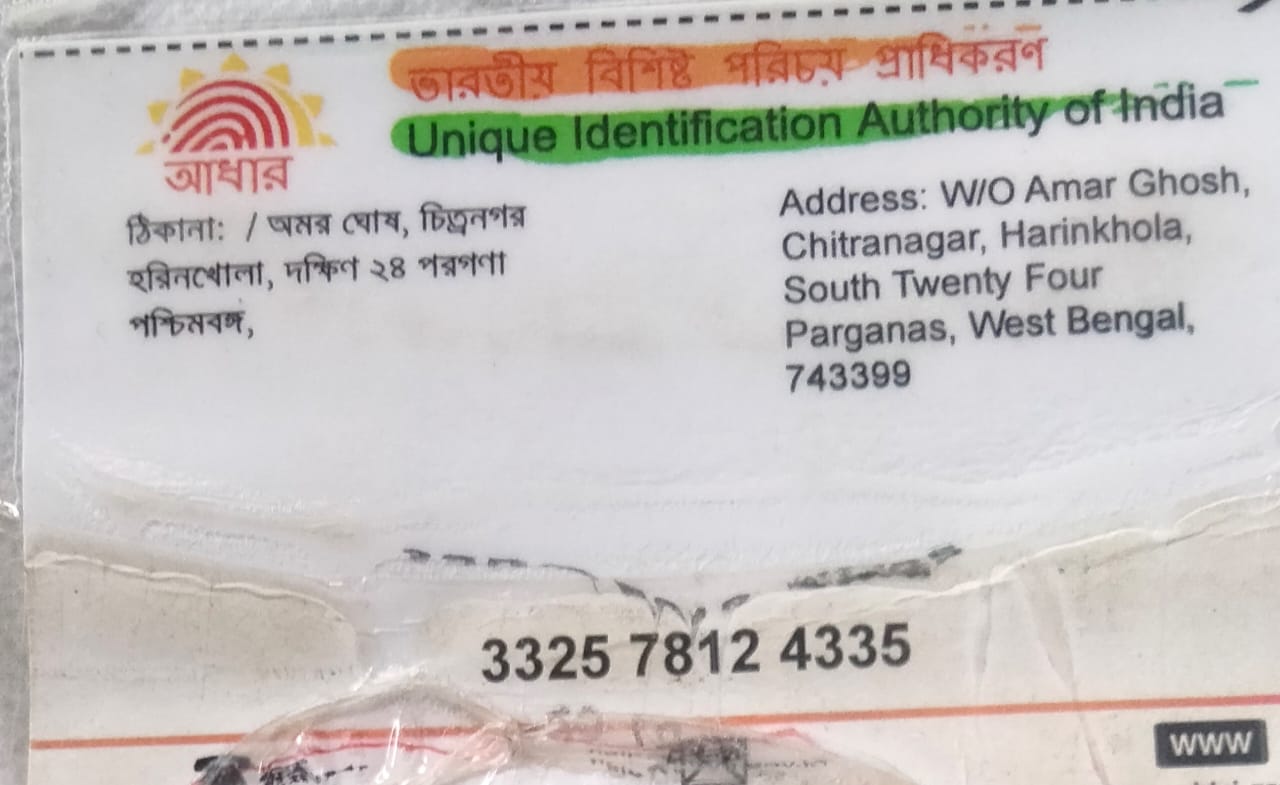 ভারতীয় বিশিষ্ট পরিচয় প্রাধিকরণ
Unique Identification Authority of India
আধার
ঠিকানা: / অমর ঘোষ, চিত্রনগর
হরিনখোলা, দক্ষিণ ২৪ পরগণা
পশ্চিমবঙ্গ,
Address: W/O Amar Ghosh,
Chitranagar, Harinkhola,
South Twenty Four
Parganas, West Bengal,
743399
3325 7812 4335
WWW